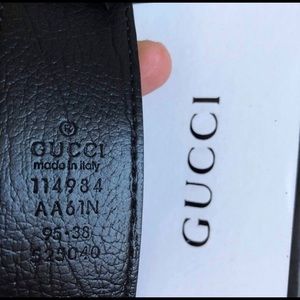 ®
GUCCI
made in italy
114984
AA61N
95·38
523040
GUCCI